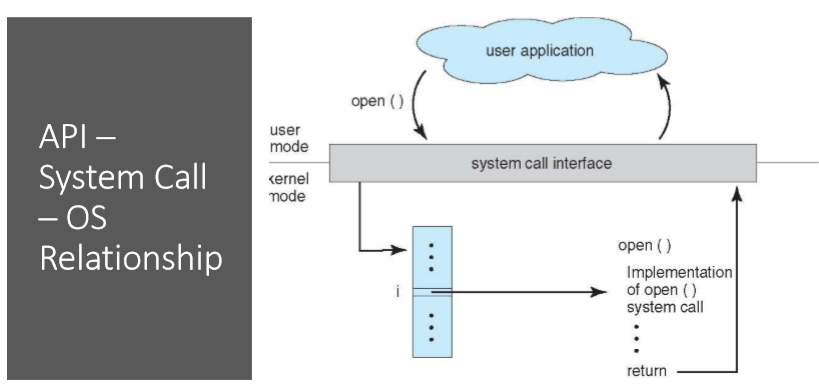 API –
System Call
– OS
Relationship
user application
open ( )
user
mode
system call interface
kernel
mode
open ( )
i
Implementation
of open ( )
system call
return